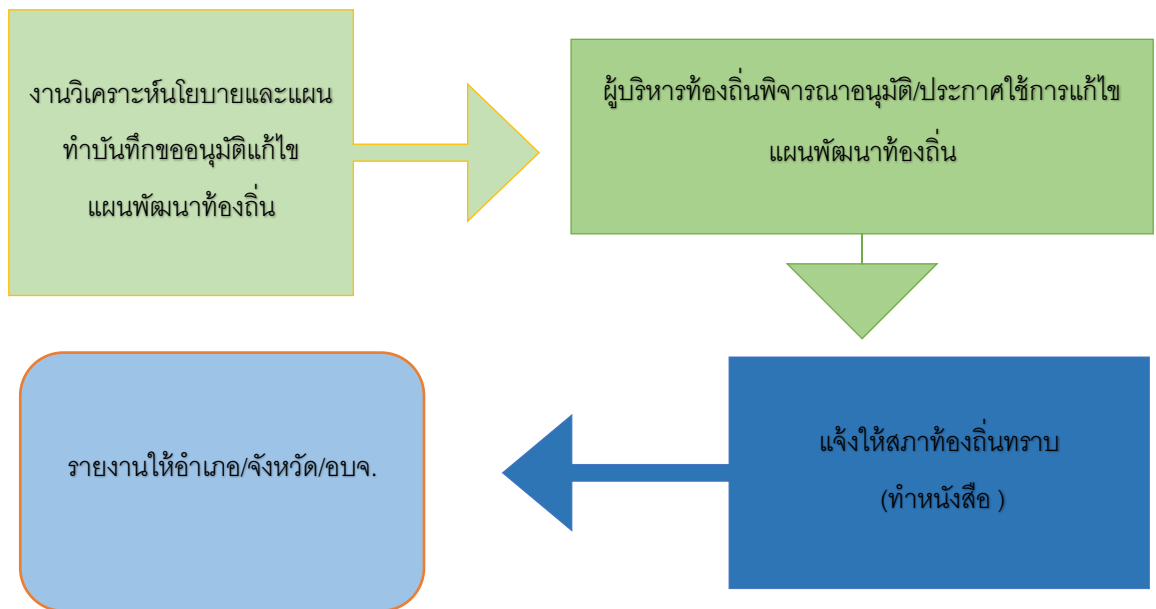 งานวิเคราะห์นโยบายและแผน
ทำบันทึกขออนุมัติแก้ไข
แผนพัฒนาท้องถิ่น
ผู้บริหารท้องถิ่นพิจารณาอนุมัติ/ประกาศใช้การแก้ไข
แผนพัฒนาท้องถิ่น
แจ้งให้สภาท้องถิ่นทราบ
(ทำหนังสือ )
รายงานให้อำเภอ/จังหวัด/อบจ.